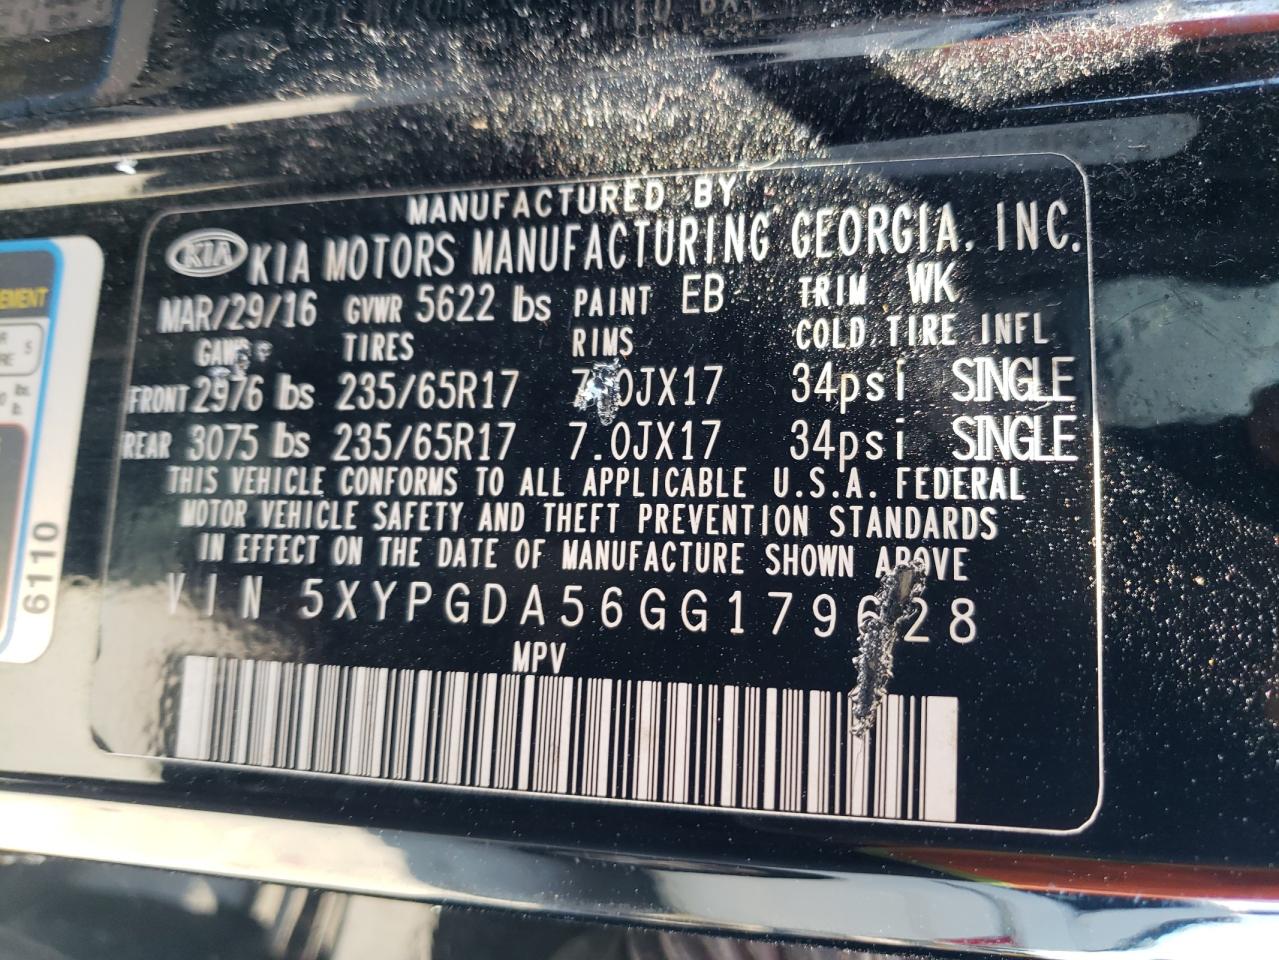 MANUFACTURED BY
KIA KIA MOTORS MANUFACTURING GEORGIA, INC.
MAR/29/16 GVWR 5622 lbs PAINT EB TRIM WK
TIRES RIMS COLD TIRE INFL
FRONT 2976 lbs 235/65R17 34psi SINGLE
REAR 3075 lbs 235/65R17 7.0JX17 34psi SINGLE
THIS VEHICLE CONFORMS TO ALL APPLICABLE U.S.A. FEDERAL
MOTOR VEHICLE SAFETY AND THEFT PREVENTION STANDARDS
IN EFFECT ON THE DATE OF MANUFACTURE SHOWN ABOVE
VIN
MPV
6110